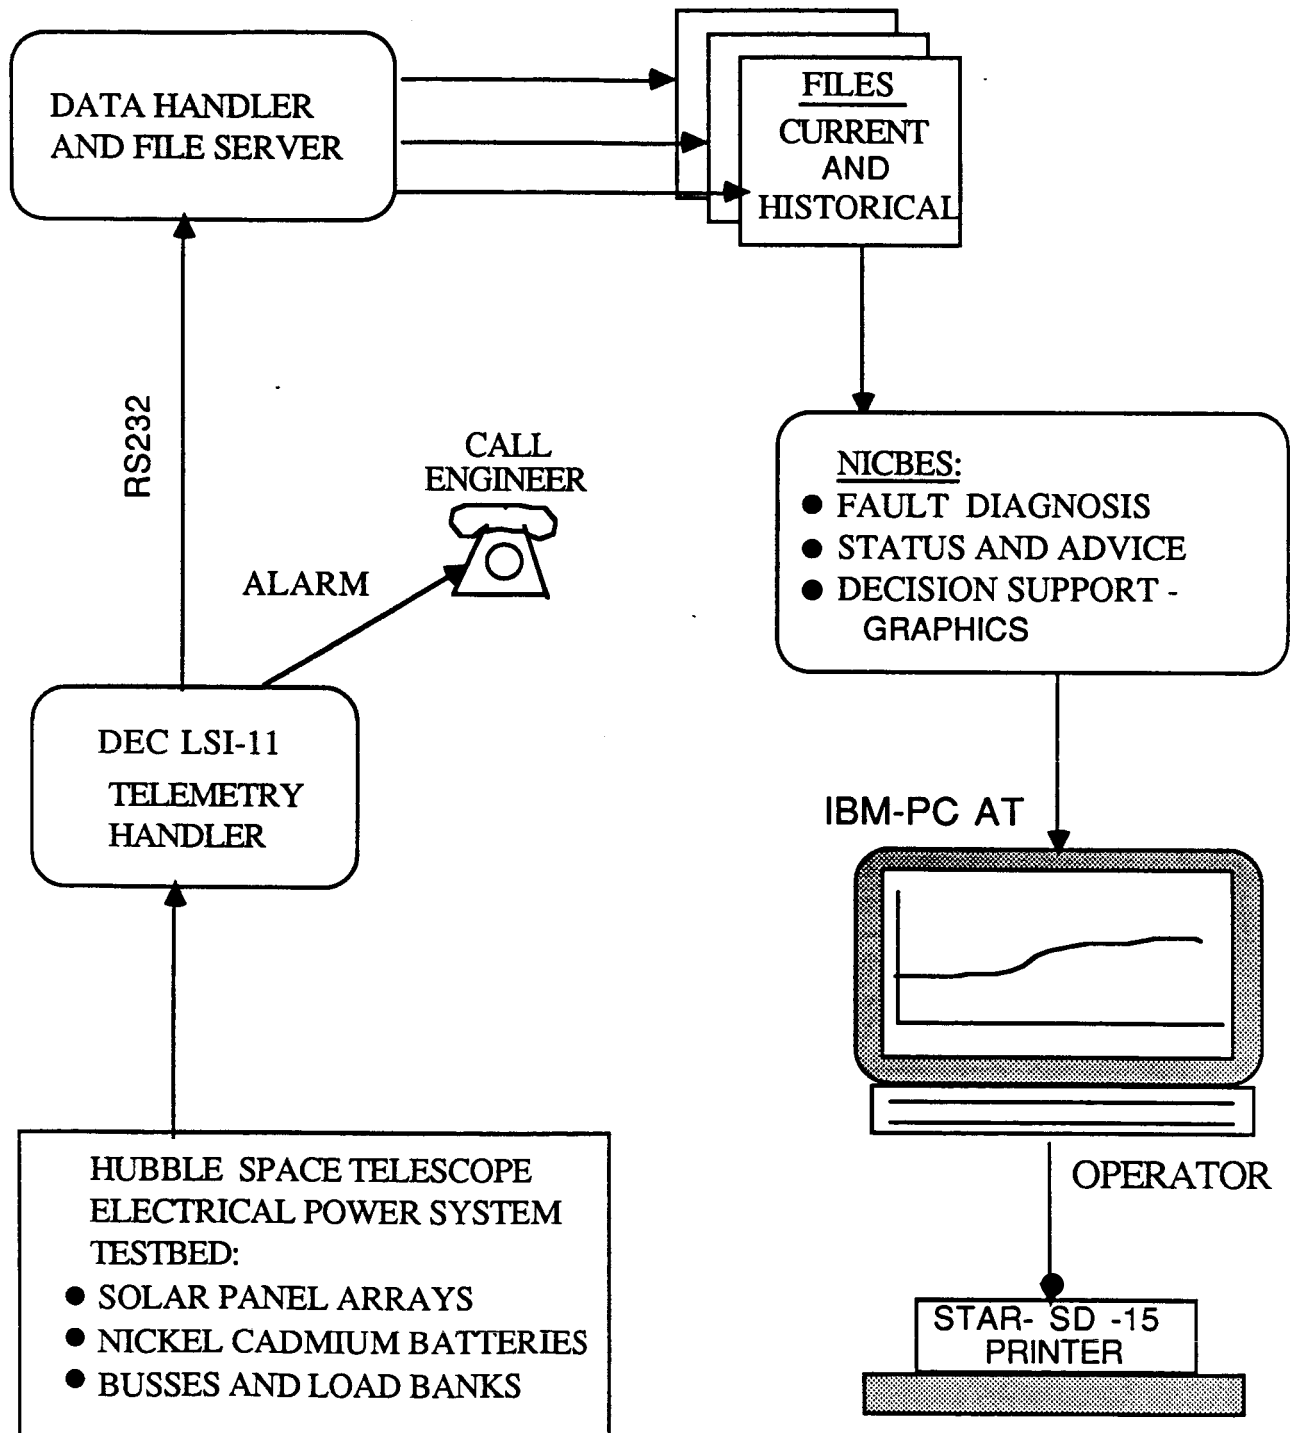 DATA HANDLER
AND FILE SERVER
FILES
CURRENT
AND
HISTORICAL
RS232
CALL
ENGINEER
ALARM
NICBES:
● FAULT DIAGNOSIS
● STATUS AND ADVICE
● DECISION SUPPORT -
GRAPHICS
DEC LSI-11
TELEMETRY
HANDLER
IBM-PC AT
HUBBLE SPACE TELESCOPE
ELECTRICAL POWER SYSTEM
TESTBED:
● SOLAR PANEL ARRAYS
● NICKEL CADMIUM BATTERIES
● BUSSES AND LOAD BANKS
OPERATOR
STAR- SD -15
PRINTER